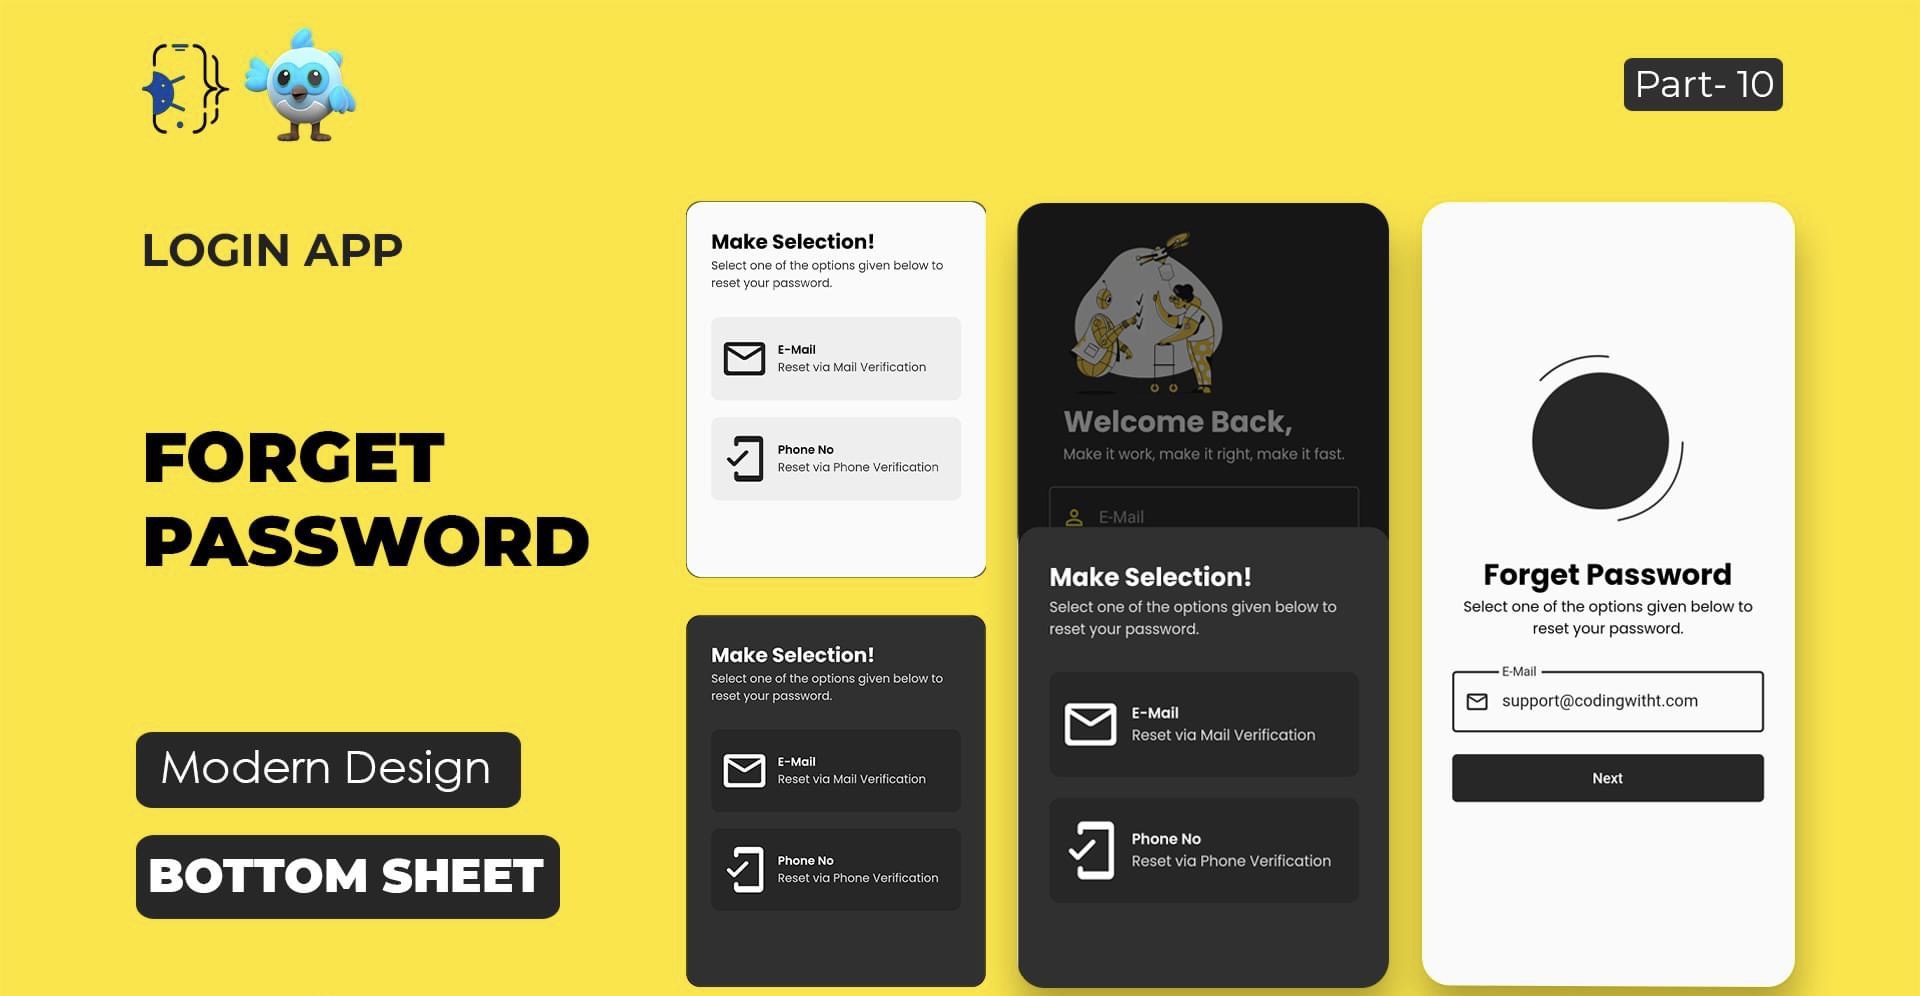 Part- 10
LOGIN APP
FORGET
PASSWORD
Modern Design
BOTTOM SHEET
Make Selection!
Select one of the options given below to
reset your password.
E-Mail
Reset via Mail Verification
Phone No
Reset via Phone Verification
Make Selection!
Select one of the options given below to
reset your password.
E-Mail
Reset via Mail Verification
Phone No
Reset via Phone Verification
Welcome Back,
Make it work, make it right, make it fast.
E-Mail
Make Selection!
Select one of the options given below to
reset your password.
E-Mail
Reset via Mail Verification
Phone No
Reset via Phone Verification
Forget Password
Select one of the options given below to
reset your password.
E-Mail
support@codingwitht.com
Next